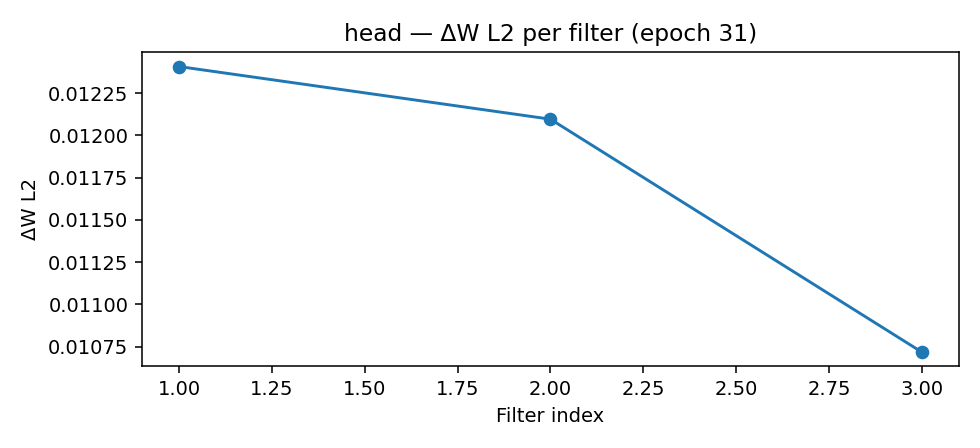 head — ΔW L2 per filter (epoch 31)
ΔW L2
0.01225
0.01200
0.01175
0.01150
0.01125
0.01100
0.01075
1.00 1.25 1.50 1.75 2.00 2.25 2.50 2.75 3.00
Filter index